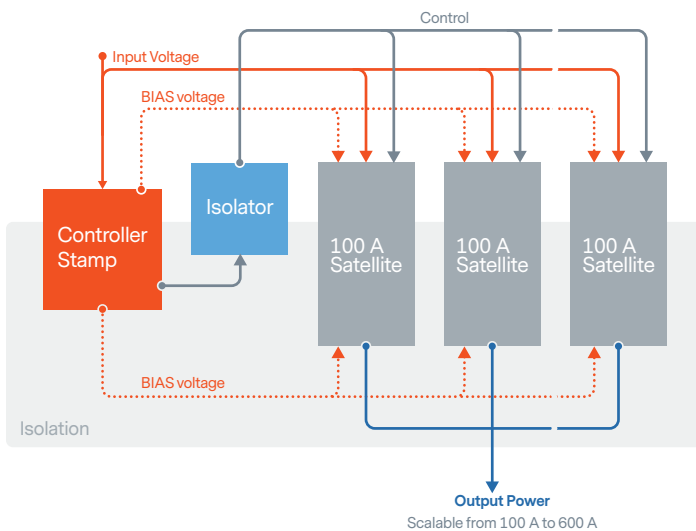 Control
Input Voltage
BIAS voltage
Isolator
Controller
Stamp
100 A
Satellite
100 A
Satellite
100 A
Satellite
BIAS voltage
Isolation
Output Power
Scalable from 100 A to 600 A